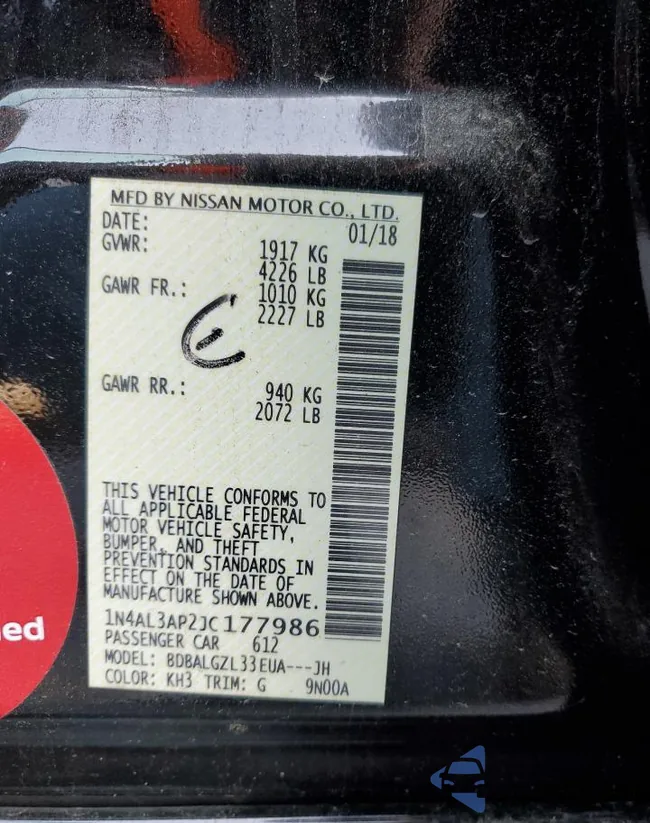 MFD BY NISSAN MOTOR CO., LTD.
DATE: 01/18
GVWR: 1917 KG
4226 LB
GAWR FR.: 1010 KG
2227 LB
GAWR RR.: 940 KG
2072 LB
THIS VEHICLE CONFORMS TO
ALL APPLICABLE FEDERAL
MOTOR VEHICLE SAFETY,
BUMPER, AND THEFT
PREVENTION STANDARDS IN
EFFECT ON THE DATE OF
MANUFACTURE SHOWN ABOVE.
1N4AL3AP2JC177986
PASSENGER CAR 612
MODEL: BDBALGZL33EUA---JH
COLOR: KH3 TRIM: G 9N00A
ed